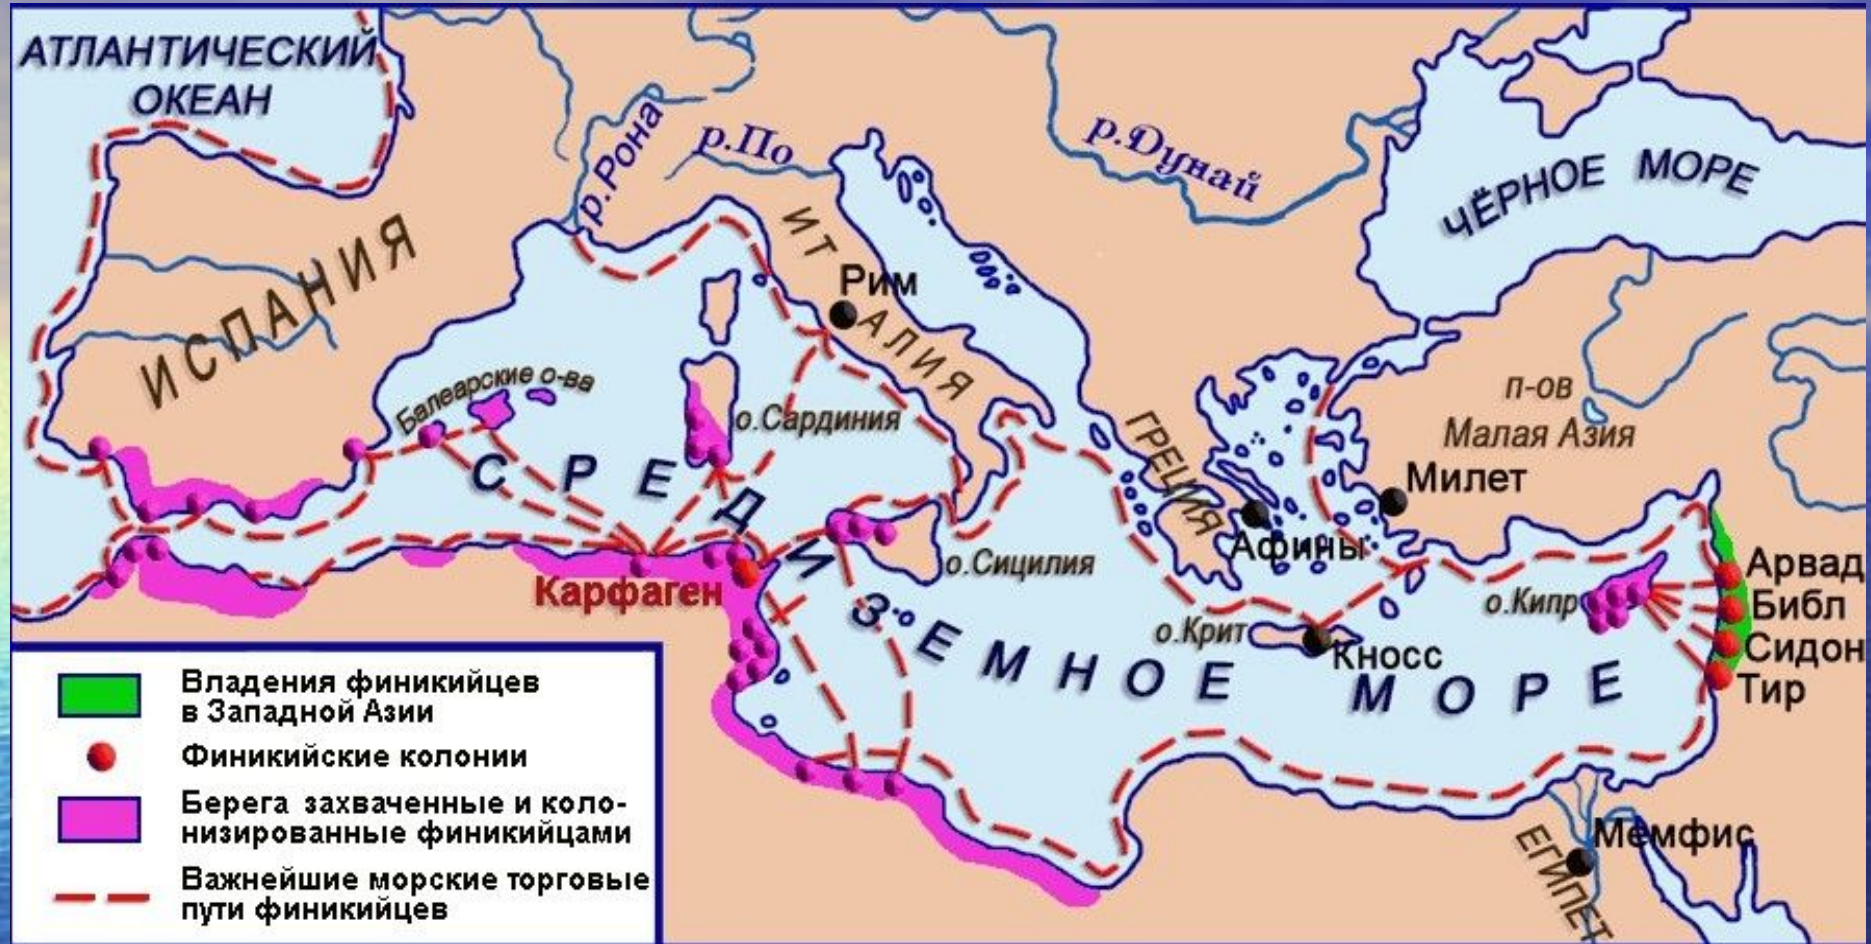 АТЛАНТИЧЕСКИЙ
ОКЕАН
р.Рона
р.По
р.Дунай
ЧЁРНОЕ МОРЕ
ИСПАНИЯ
ИТАЛИЯ
Рим
Балеарские о-ва
о.Сардиния
ГРЕЦИЯ
п-ов
Малая Азия
Милет
Афины
о.Сицилия
Карфаген
СРЕДИЗЕМНОЕ МОРЕ
о.Крит
Кносс
о.Кипр
Арвад
Библ
Сидон
Тир
Мемфис
ЕГИПЕТ
Владения финикийцев
в Западной Азии
Финикийские колонии
Берега захваченные и коло-
низированные финикийцами
Важнейшие морские торговые
пути финикийцев